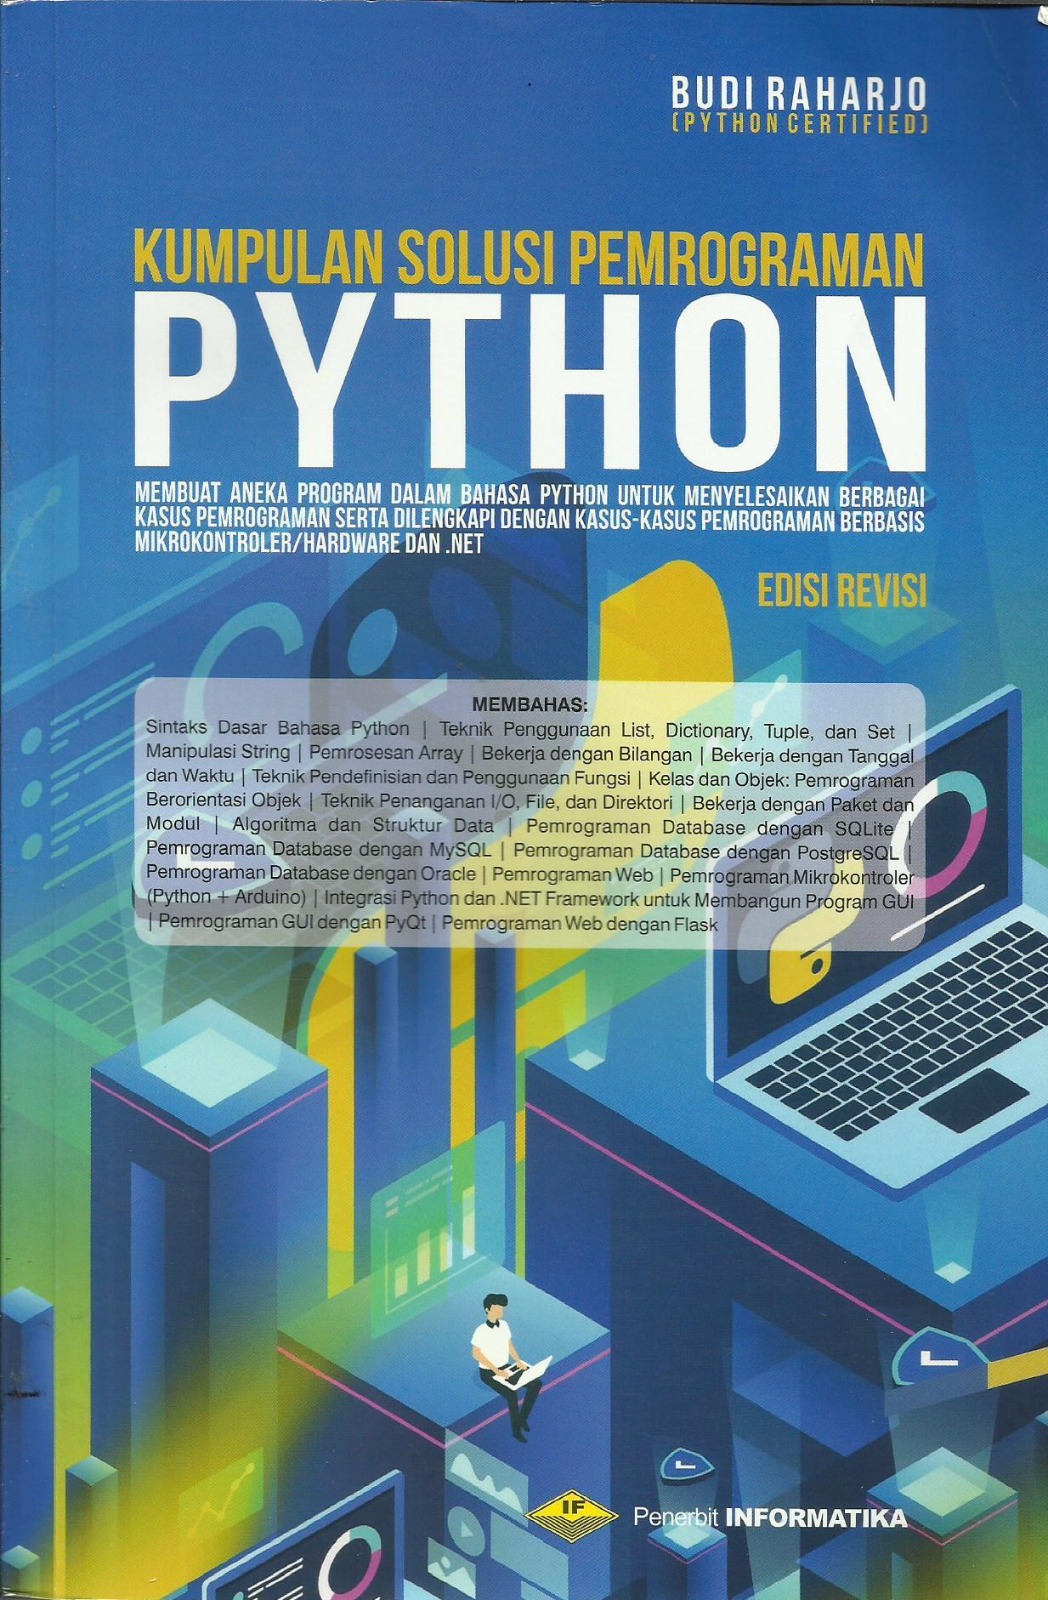 BUDI RAHARJO
(PYTHON CERTIFIED)
KUMPULAN SOLUSI PEMROGRAMAN
PYTHON
MEMBUAT ANEKA PROGRAM DALAM BAHASA PYTHON UNTUK MENYELESAIKAN BERBAGAI
KASUS PEMROGRAMAN SERTA DILENGKAPI DENGAN KASUS-KASUS PEMROGRAMAN BERBASIS
MIKROKONTROLER/HARDWARE DAN .NET
EDISI REVISI
MEMBAHAS:
Sintaks Dasar Bahasa Python | Teknik Penggunaan List, Dictionary, Tuple, dan Set |
Manipulasi String | Pemrosesan Array | Bekerja dengan Bilangan | Bekerja dengan Tanggal
dan Waktu | Teknik Pendefinisian dan Penggunaan Fungsi | Kelas dan Objek: Pemrograman
Berorientasi Objek | Teknik Penanganan I/O, File, dan Direktori | Bekerja dengan Paket dan
Modul | Algoritma dan Struktur Data | Pemrograman Database dengan SQLite |
Pemrograman Database dengan MySQL | Pemrograman Database dengan PostgreSQL |
Pemrograman Database dengan Oracle | Pemrograman Web | Pemrograman Mikrokontroler
(Python + Arduino) | Integrasi Python dan .NET Framework untuk Membangun Program GUI
| Pemrograman GUI dengan PyQt | Pemrograman Web dengan Flask
IF
Penerbit INFORMATIKA